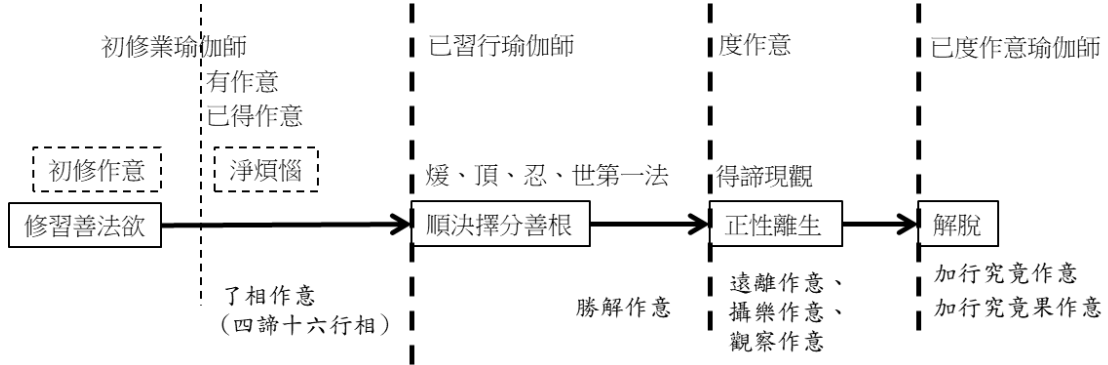 初修業瑜伽師
已習行瑜伽師
度作意
已度作意瑜伽師
有作意
已得作意
初修作意
淨煩惱
煖、頂、忍、世第一法
得諦現觀
修習善法欲
順決擇分善根
正性離生
解脫
了相作意
（四諦十六行相）
勝解作意
遠離作意、
攝樂作意、
觀察作意
加行究竟作意
加行究竟果作意